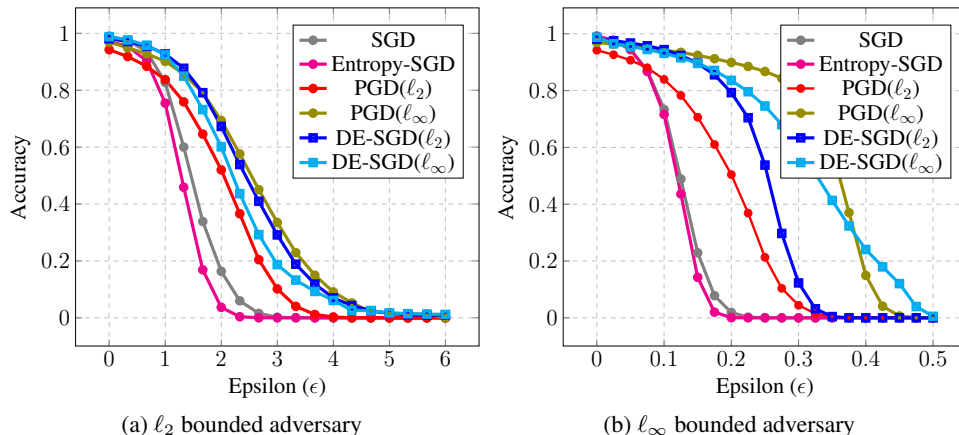 1
0.8
0.6
0.4
0.2
0
Accuracy
SGD
Entropy-SGD
PGD(ℓ2)
PGD(ℓ∞)
DE-SGD(ℓ2)
DE-SGD(ℓ∞)
0 1 2 3 4 5 6
Epsilon (ϵ)
(a) ℓ2 bounded adversary
1
0.8
0.6
0.4
0.2
0
Accuracy
SGD
Entropy-SGD
PGD(ℓ2)
PGD(ℓ∞)
DE-SGD(ℓ2)
DE-SGD(ℓ∞)
0 0.1 0.2 0.3 0.4 0.5
Epsilon (ϵ)
(b) ℓ∞ bounded adversary